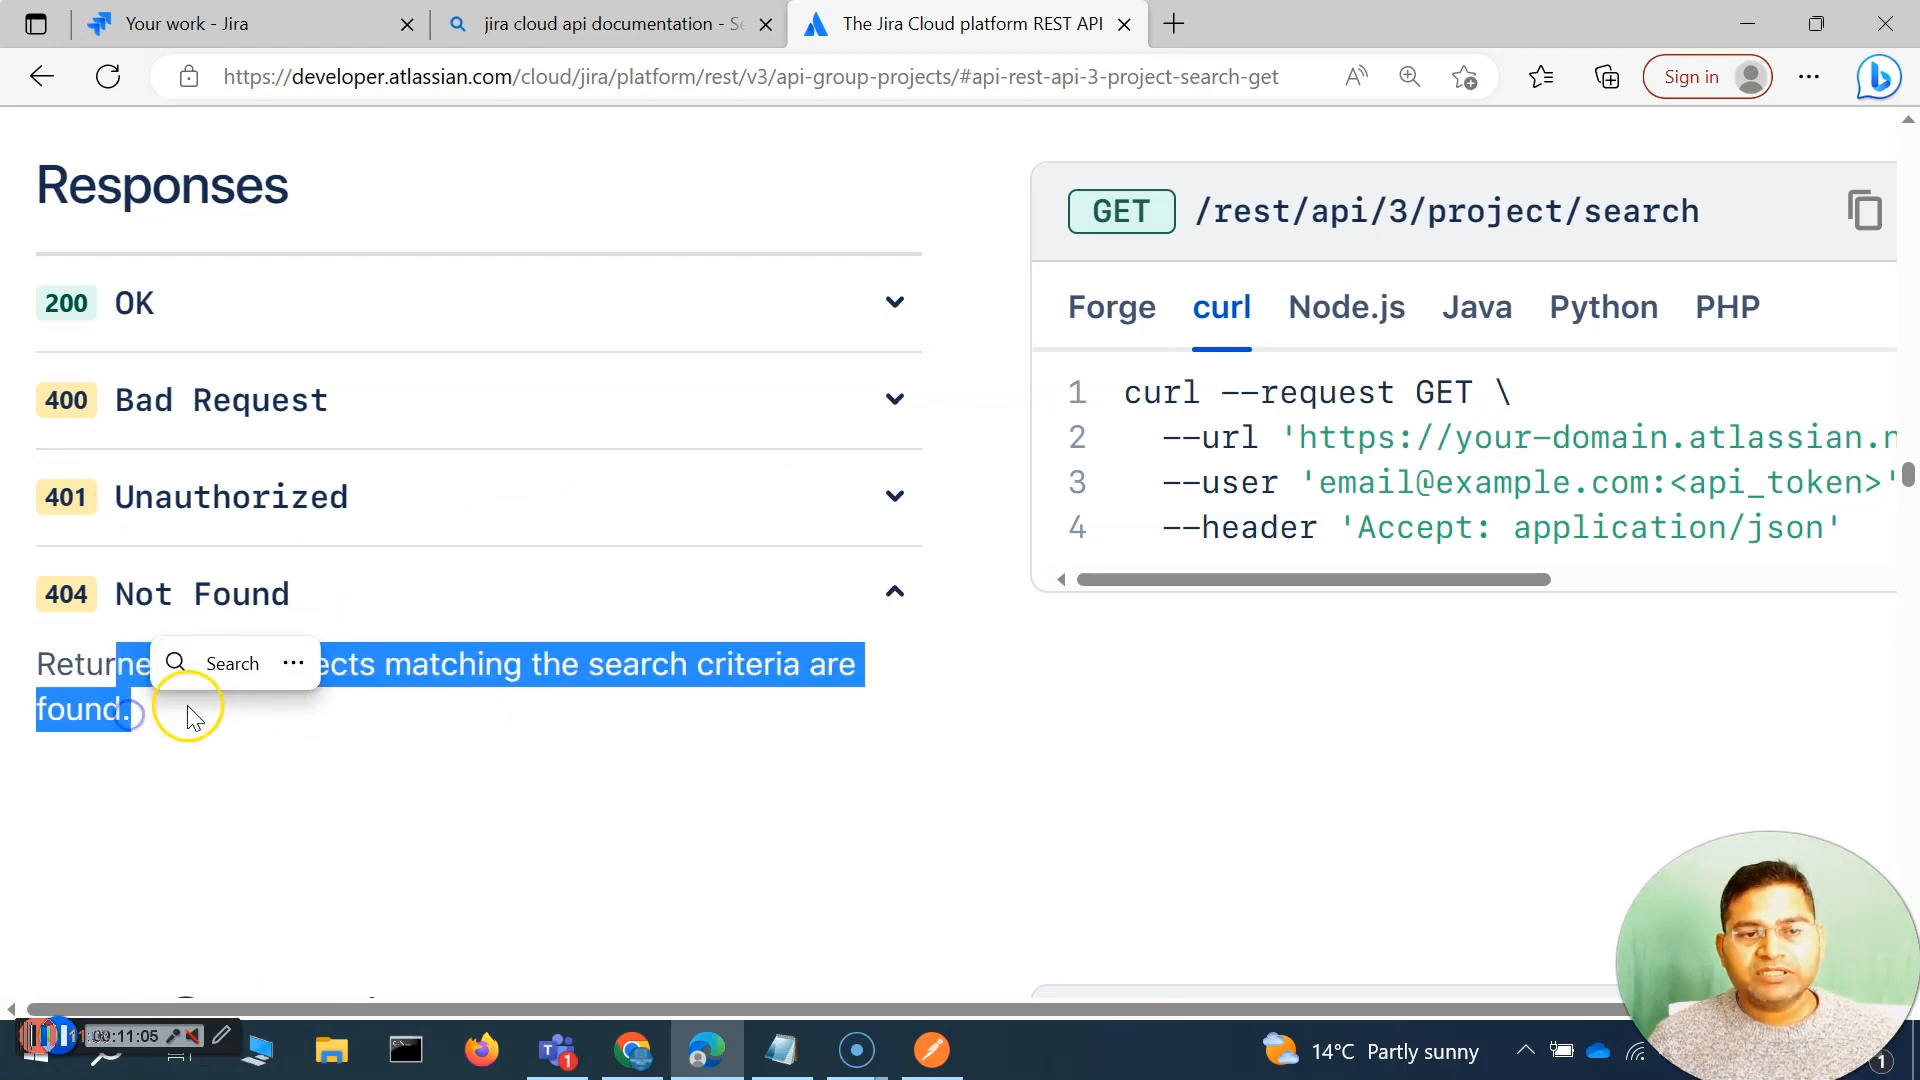 Your work - Jira
jira cloud api documentation - Se
The Jira Cloud platform REST API
https://developer.atlassian.com/cloud/jira/platform/rest/v3/api-group-projects/#api-rest-api-3-project-search-get
Sign in
Responses
200 OK
400 Bad Request
401 Unauthorized
404 Not Found
Returne
Search
ects matching the search criteria are
found.
GET /rest/api/3/project/search
Forge curl Node.js Java Python PHP
1 curl --request GET \
2 --url 'https://your-domain.atlassian.n
3 --user 'email@example.com:<api_token>'
4 --header 'Accept: application/json'
14°C Partly sunny
1
1